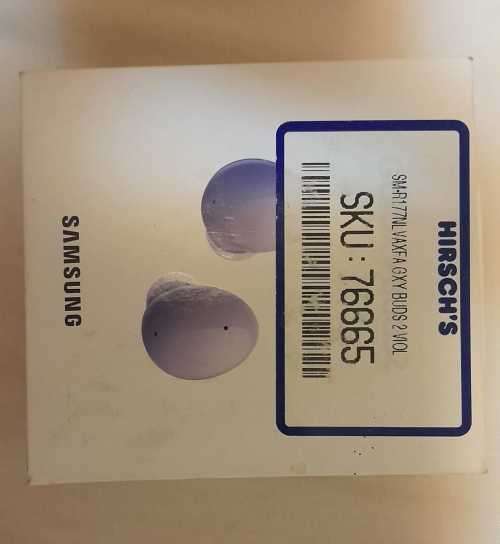 HIRSCH'S
SM-R177NLVAXFA GXY BUDS 2 VIOL
SKU: 76665
SAMSUNG